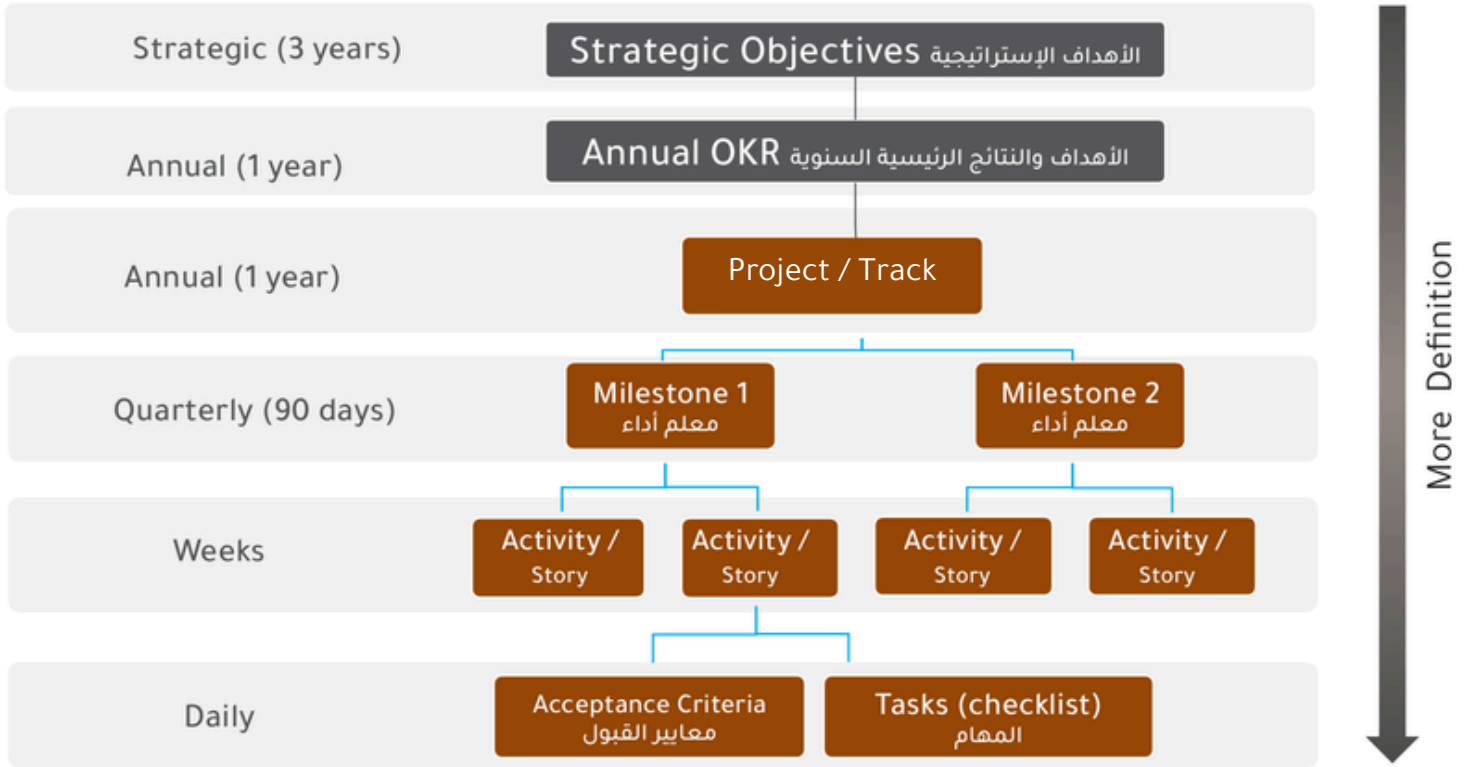 Strategic (3 years)
Strategic Objectives الأهداف الإستراتيجية
Annual (1 year)
Annual OKR الأهداف والنتائج الرئيسية السنوية
Annual (1 year)
Project / Track
Quarterly (90 days)
Milestone 1
معلم أداء
Milestone 2
معلم أداء
Weeks
Activity /
Story
Activity /
Story
Activity /
Story
Activity /
Story
Daily
Acceptance Criteria
معايير القبول
Tasks (checklist)
المهام
More Definition